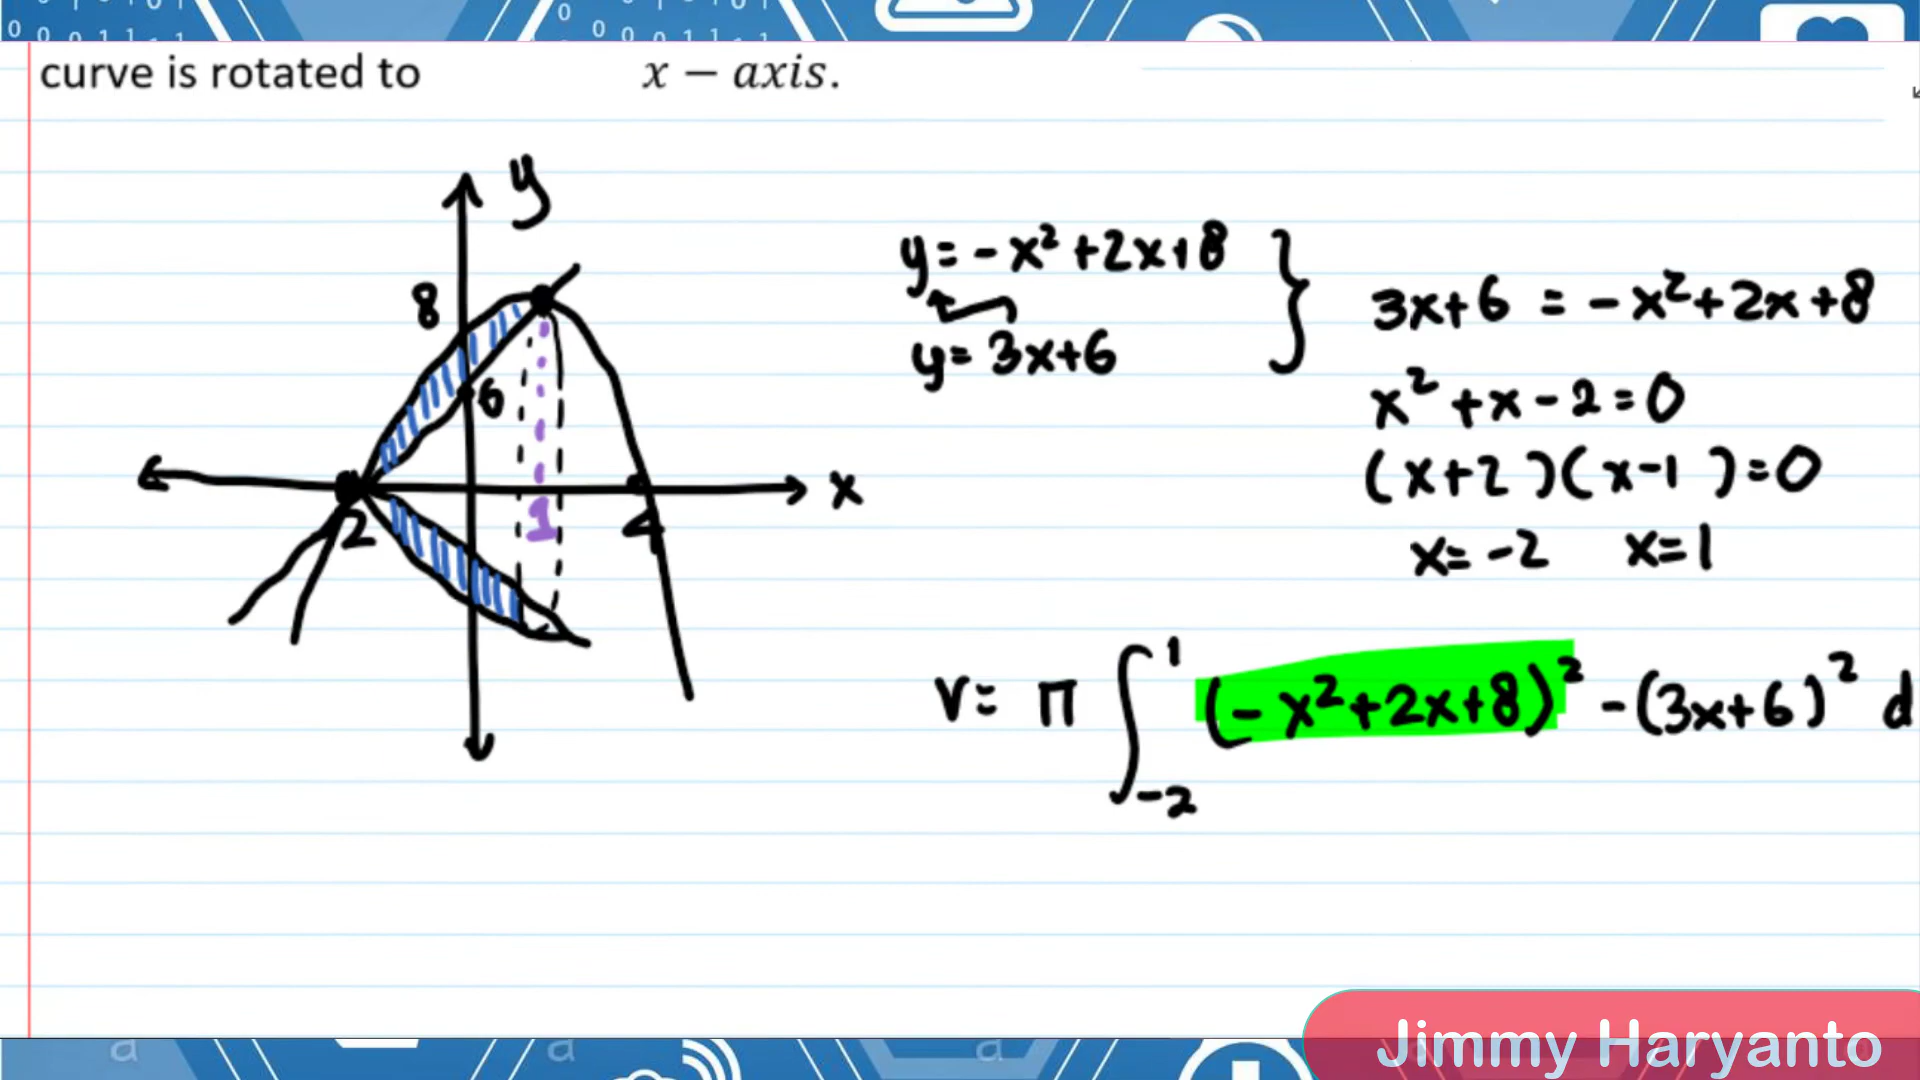 curve is rotated to x − axis.
y
8
6
x
2
1
4
y = -x² + 2x + 8
y = 3x + 6
3x + 6 = -x² + 2x + 8
x² + x - 2 = 0
(x + 2)(x - 1) = 0
x = -2 x = 1
V = π ∫₋₂¹ (-x² + 2x + 8)² - (3x + 6)² d
Jimmy Haryanto